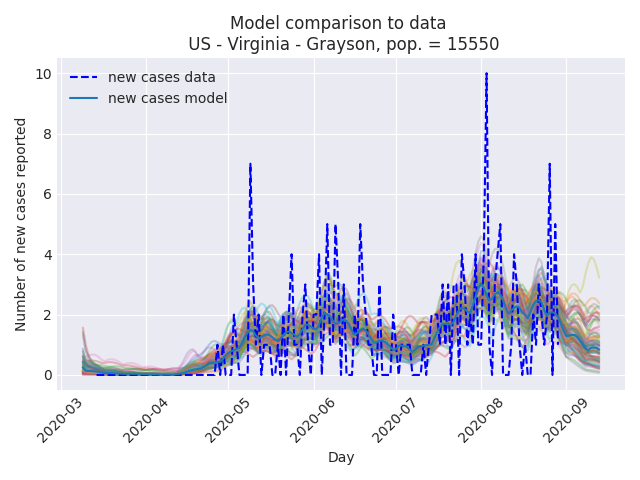 Model comparison to data
US - Virginia - Grayson, pop. = 15550
new cases data
new cases model
Number of new cases reported
10
8
6
4
2
0
2020-03
2020-04
2020-05
2020-06
2020-07
2020-08
2020-09
Day